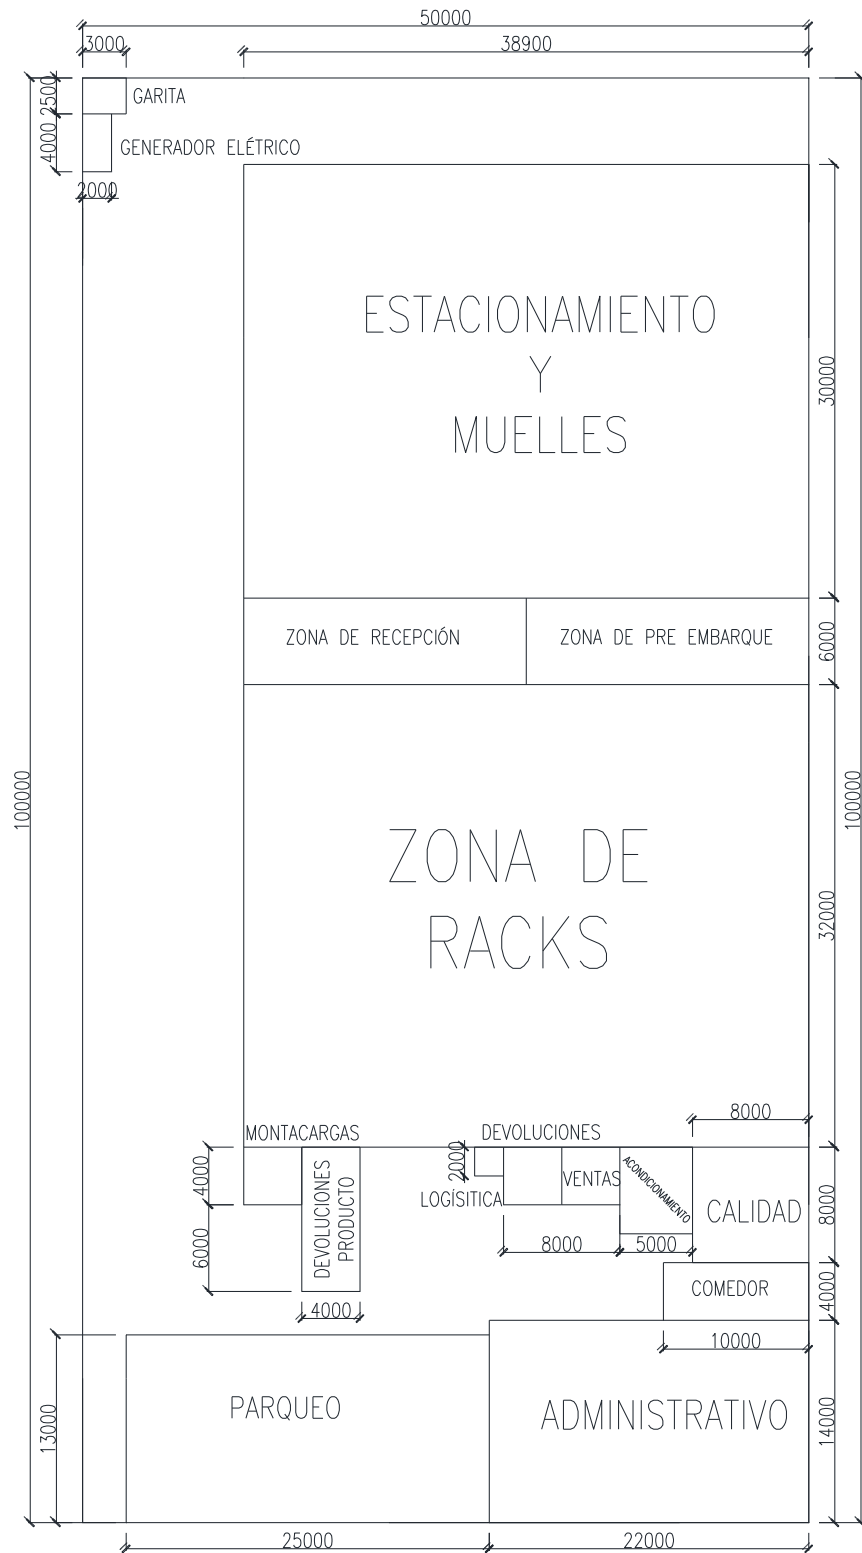 50000
3000
38900
2500
GARITA
4000
GENERADOR ELÉTRICO
2000
ESTACIONAMIENTO
Y
MUELLES
30000
ZONA DE RECEPCIÓN
ZONA DE PRE EMBARQUE
6000
100000
100000
ZONA DE
RACKS
32000
8000
MONTACARGAS
DEVOLUCIONES
4000
DEVOLUCIONES
PRODUCTO
2000
LOGÍSITICA
VENTAS
ACONDICIONAMIENTO
CALIDAD
8000
6000
8000
5000
COMEDOR
4000
4000
10000
13000
PARQUEO
ADMINISTRATIVO
14000
25000
22000